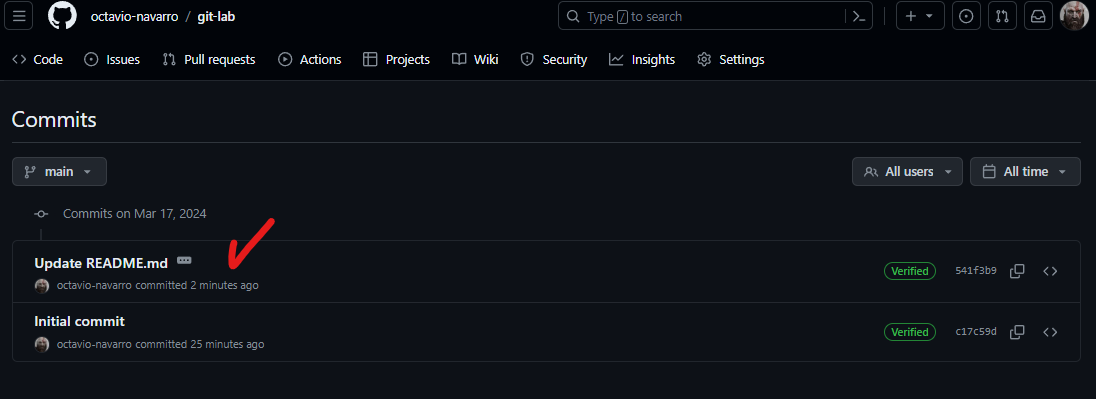 octavio-navarro / git-lab
Type / to search
Code Issues Pull requests Actions Projects Wiki Security Insights Settings
Commits
main All users All time
Commits on Mar 17, 2024
Update README.md
octavio-navarro committed 2 minutes ago
Verified 541f3b9
Initial commit
octavio-navarro committed 25 minutes ago
Verified c17c59d